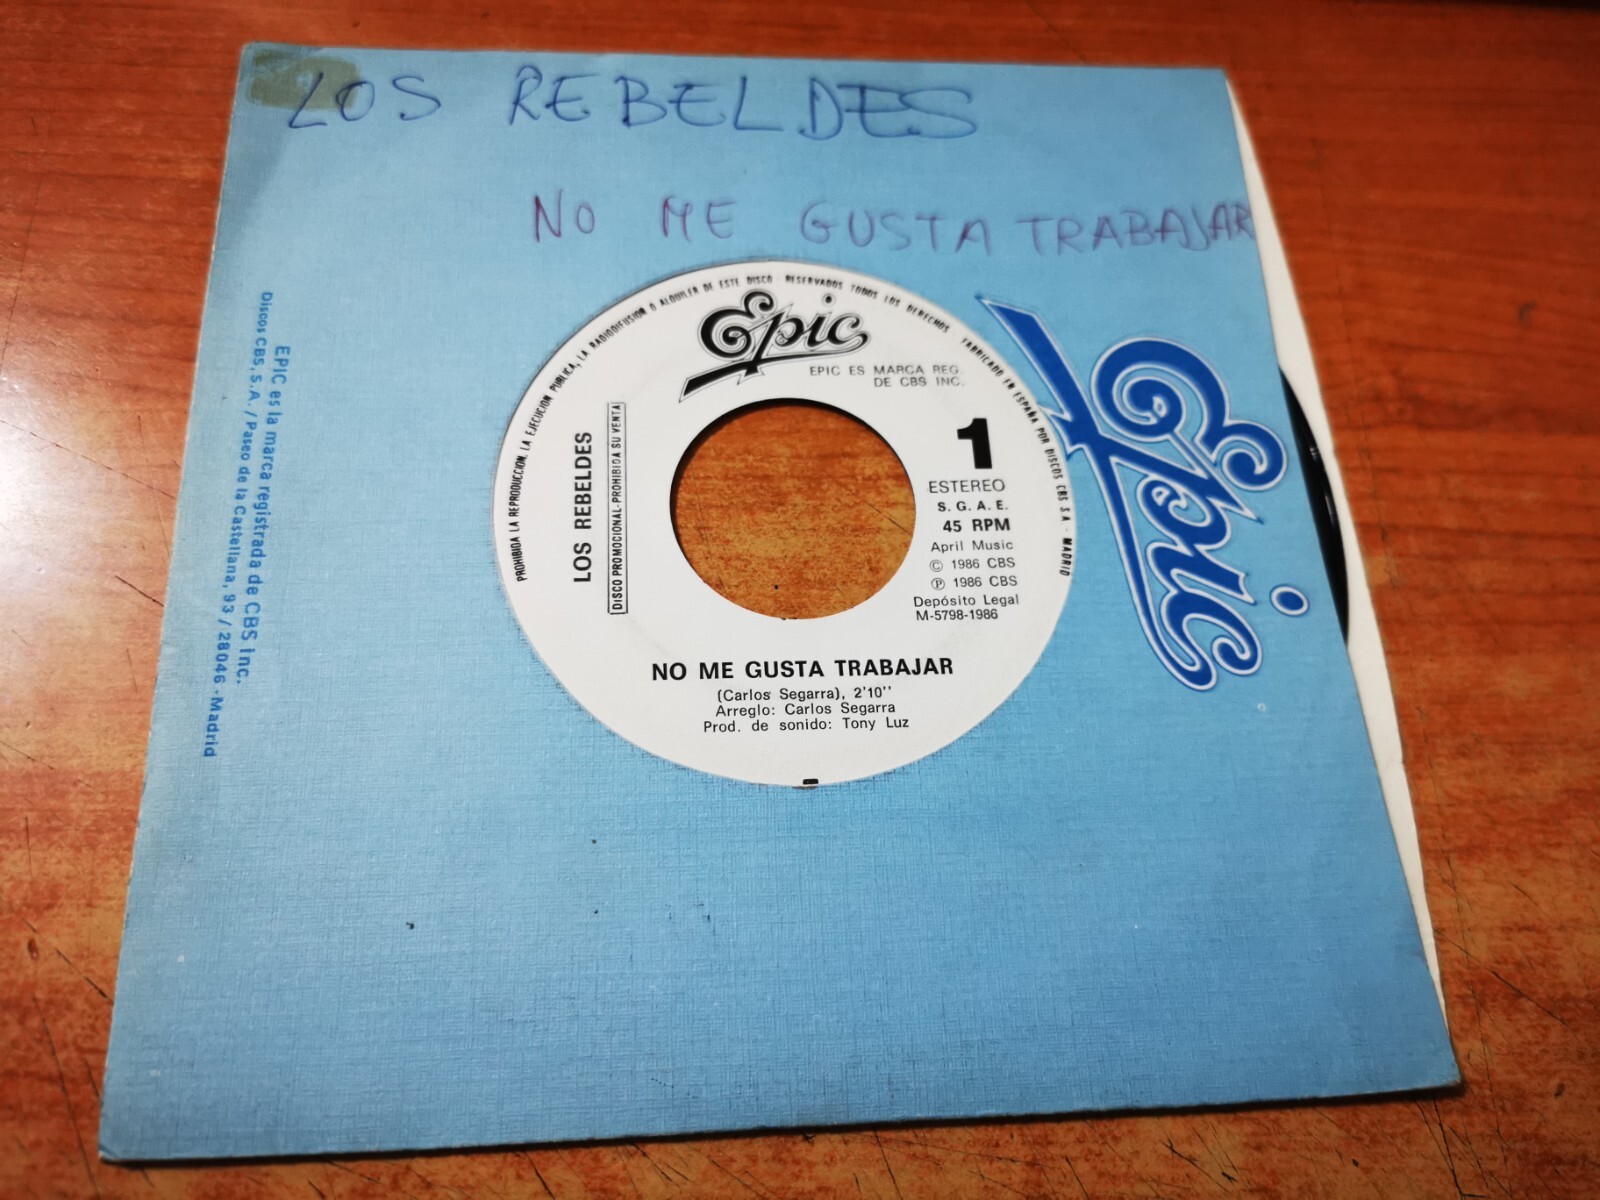 LOS REBELDES
NO ME GUSTA TRABAJAR
EPIC es la marca registrada de CBS Inc.
Discos CBS, S.A. / Paseo de la Castellana, 93 / 28046 - Madrid
PROHIBIDA LA REPRODUCCION, LA EJECUCION PUBLICA, LA RADIODIFUSION O ALQUILER DE ESTE DISCO - RESERVADOS TODOS LOS DERECHOS - FABRICADO EN ESPAÑA POR DISCOS CBS S.A. - MADRID
Epic
EPIC ES MARCA REG.
DE CBS INC.
LOS REBELDES
DISCO PROMOCIONAL-PROHIBIDA SU VENTA
1
ESTEREO
S. G. A. E.
45 RPM
April Music
© 1986 CBS
℗ 1986 CBS
Depósito Legal
M-5798-1986
NO ME GUSTA TRABAJAR
(Carlos Segarra), 2'10''
Arreglo: Carlos Segarra
Prod. de sonido: Tony Luz
Epic